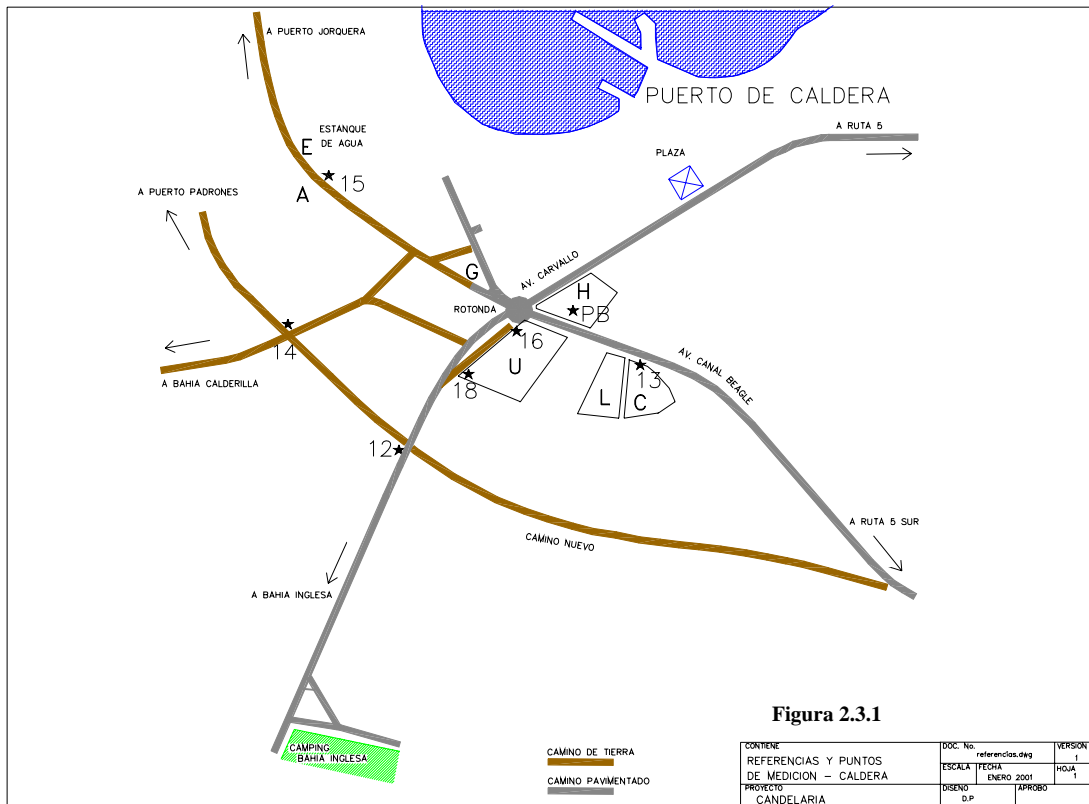 A PUERTO JORQUERA
PUERTO DE CALDERA
A RUTA 5
ESTANQUE
DE AGUA
E
PLAZA
A
15
A PUERTO PADRONES
G
AV. CARVALLO
H
ROTONDA
PB
16
14
U
AV. CANAL BEAGLE
13
A BAHIA CALDERILLA
18
L
C
12
A RUTA 5 SUR
CAMINO NUEVO
A BAHIA INGLESA
Figura 2.3.1
CAMPING
BAHIA INGLESA
CAMINO DE TIERRA
CAMINO PAVIMENTADO
CONTIENE
REFERENCIAS Y PUNTOS
DE MEDICION - CALDERA
DOC. No.
referencias.dwg
VERSION
1
ESCALA
FECHA
ENERO 2001
HOJA
1
PROYECTO
CANDELARIA
DISENO
D.P
APROBO